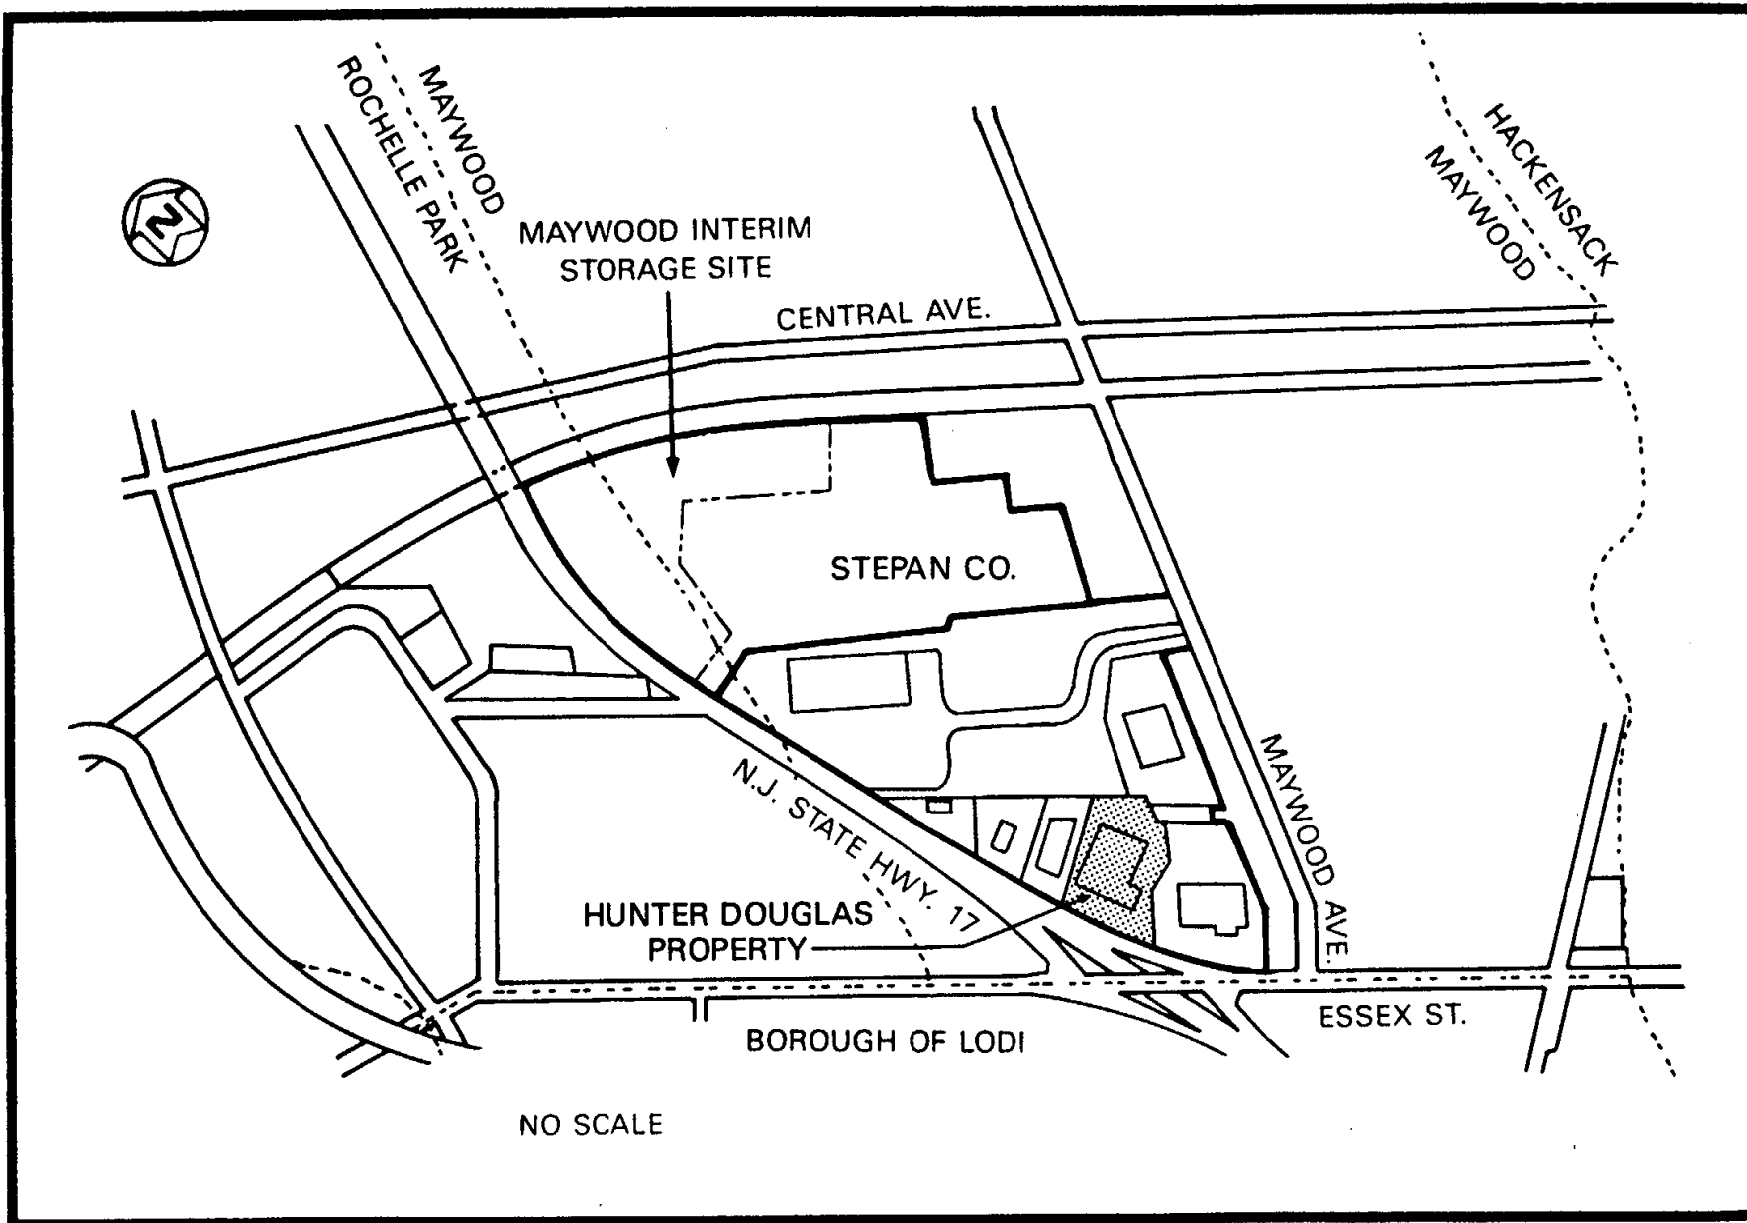 MAYWOOD
ROCHELLE PARK
HACKENSACK
MAYWOOD
N
MAYWOOD INTERIM
STORAGE SITE
CENTRAL AVE.
STEPAN CO.
N.J. STATE HWY. 17
MAYWOOD AVE.
HUNTER DOUGLAS
PROPERTY
ESSEX ST.
BOROUGH OF LODI
NO SCALE